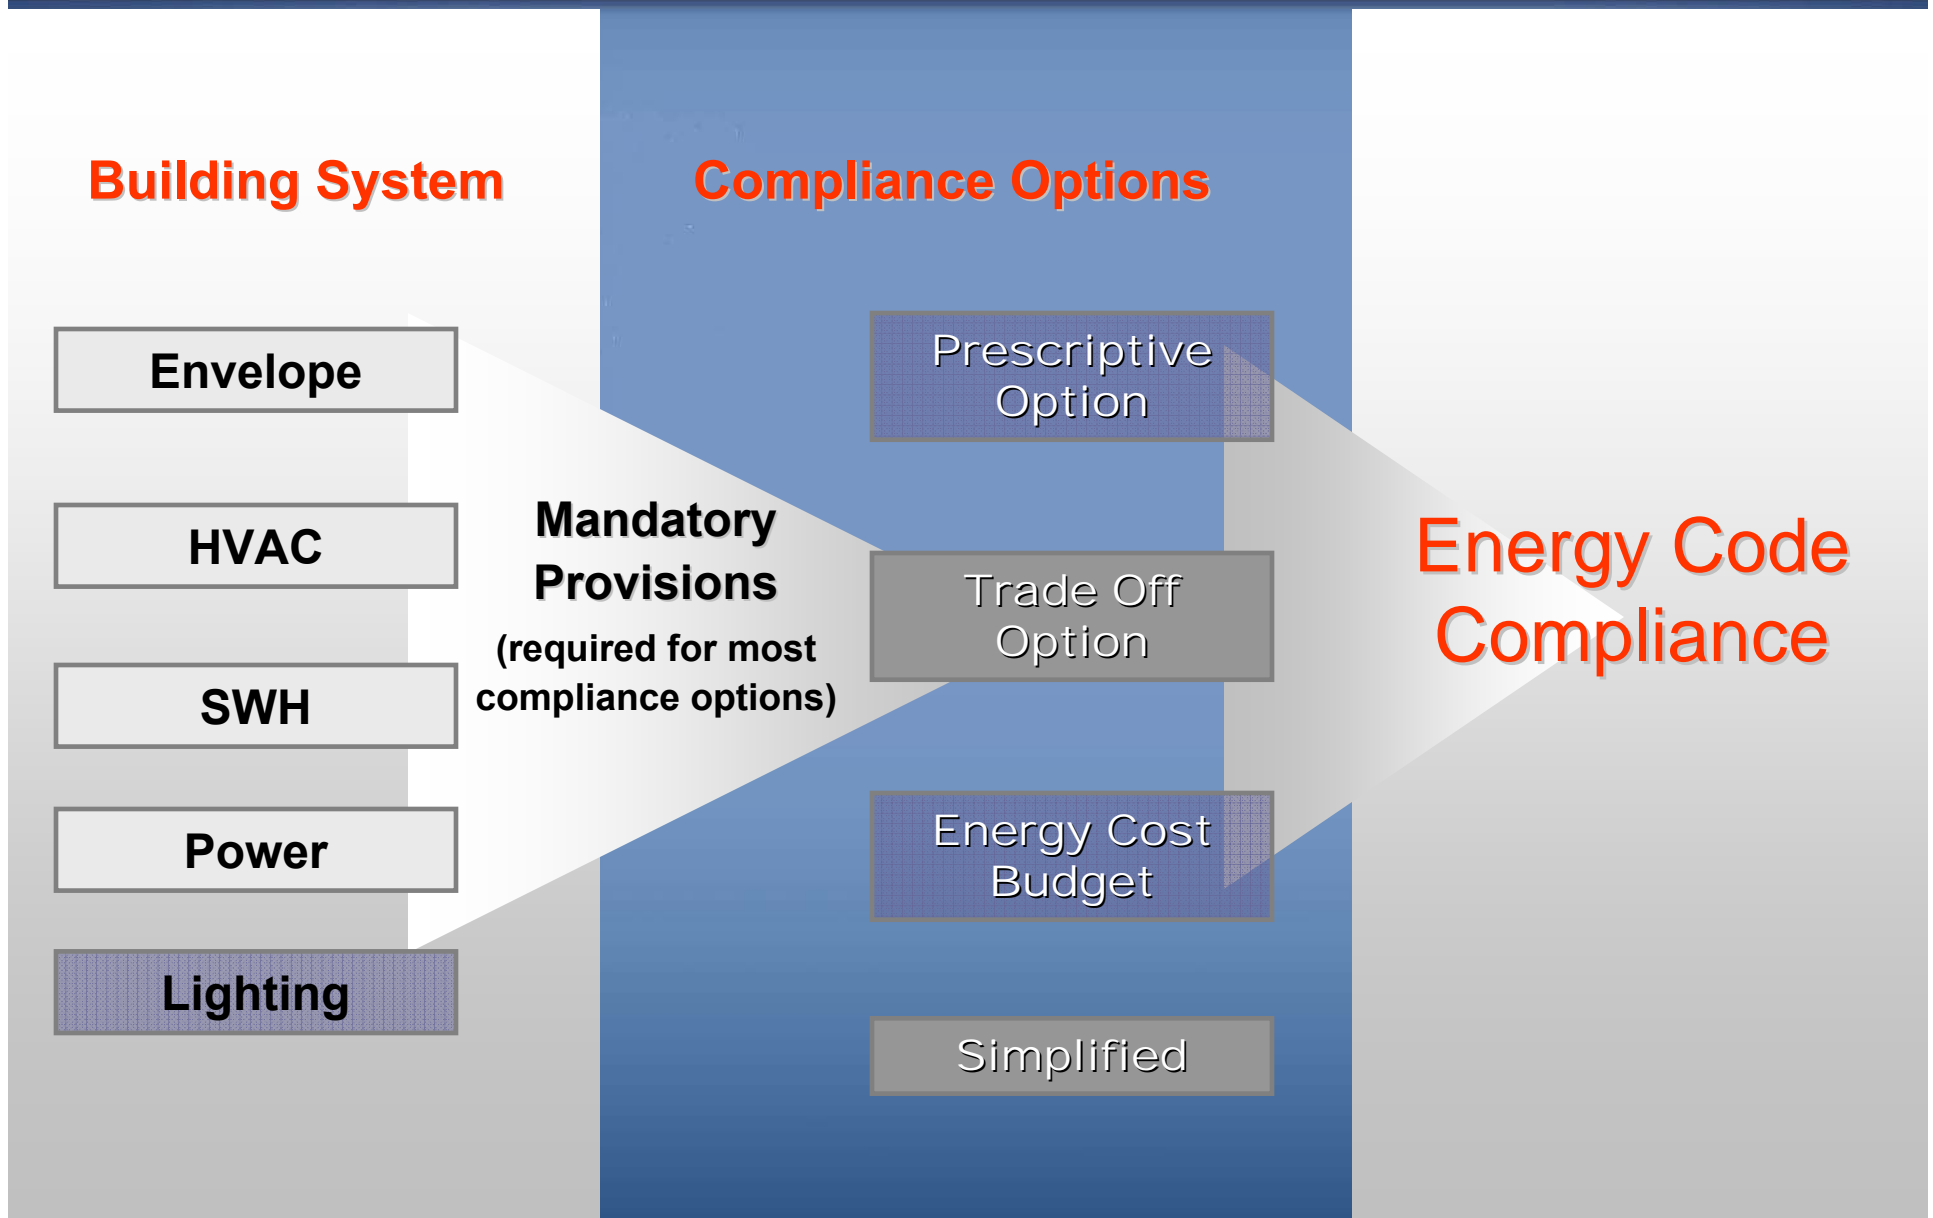 Building System
Compliance Options
Envelope
HVAC
SWH
Power
Lighting
Mandatory
Provisions
(required for most
compliance options)
Prescriptive
Option
Trade Off
Option
Energy Cost
Budget
Simplified
Energy Code
Compliance